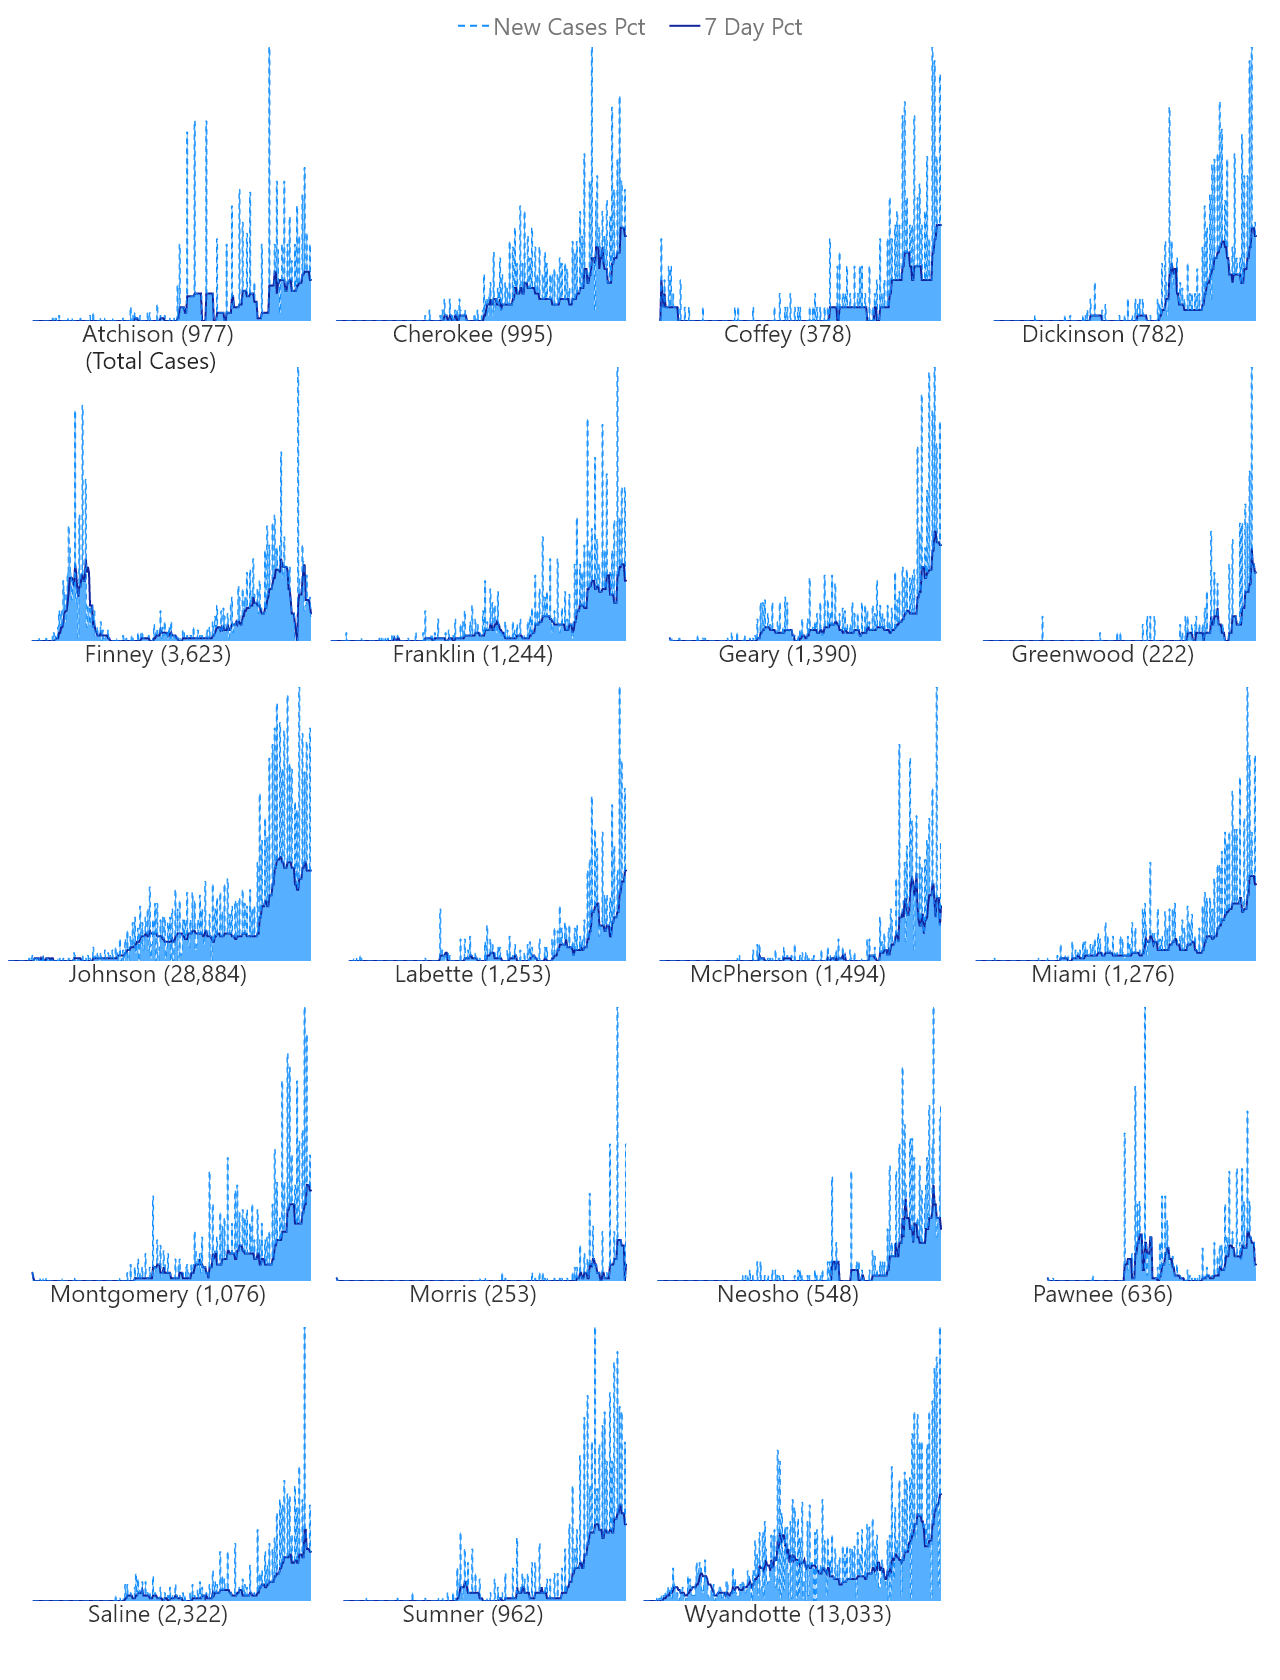 New Cases Pct 7 Day Pct
Atchison (977) Cherokee (995) Coffey (378) Dickinson (782)
(Total Cases)
Finney (3,623) Franklin (1,244) Geary (1,390) Greenwood (222)
Johnson (28,884) Labette (1,253) McPherson (1,494) Miami (1,276)
Montgomery (1,076) Morris (253) Neosho (548) Pawnee (636)
Saline (2,322) Sumner (962) Wyandotte (13,033)